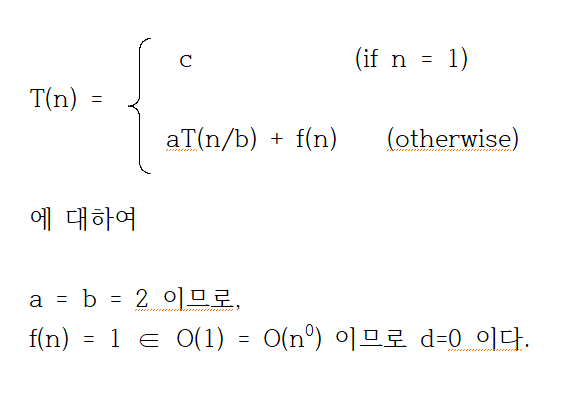 c (if n = 1)
T(n) =
aT(n/b) + f(n) (otherwise)
에 대하여
a = b = 2 이므로,
f(n) = 1 ∈ O(1) = O(n⁰) 이므로 d=0 이다.